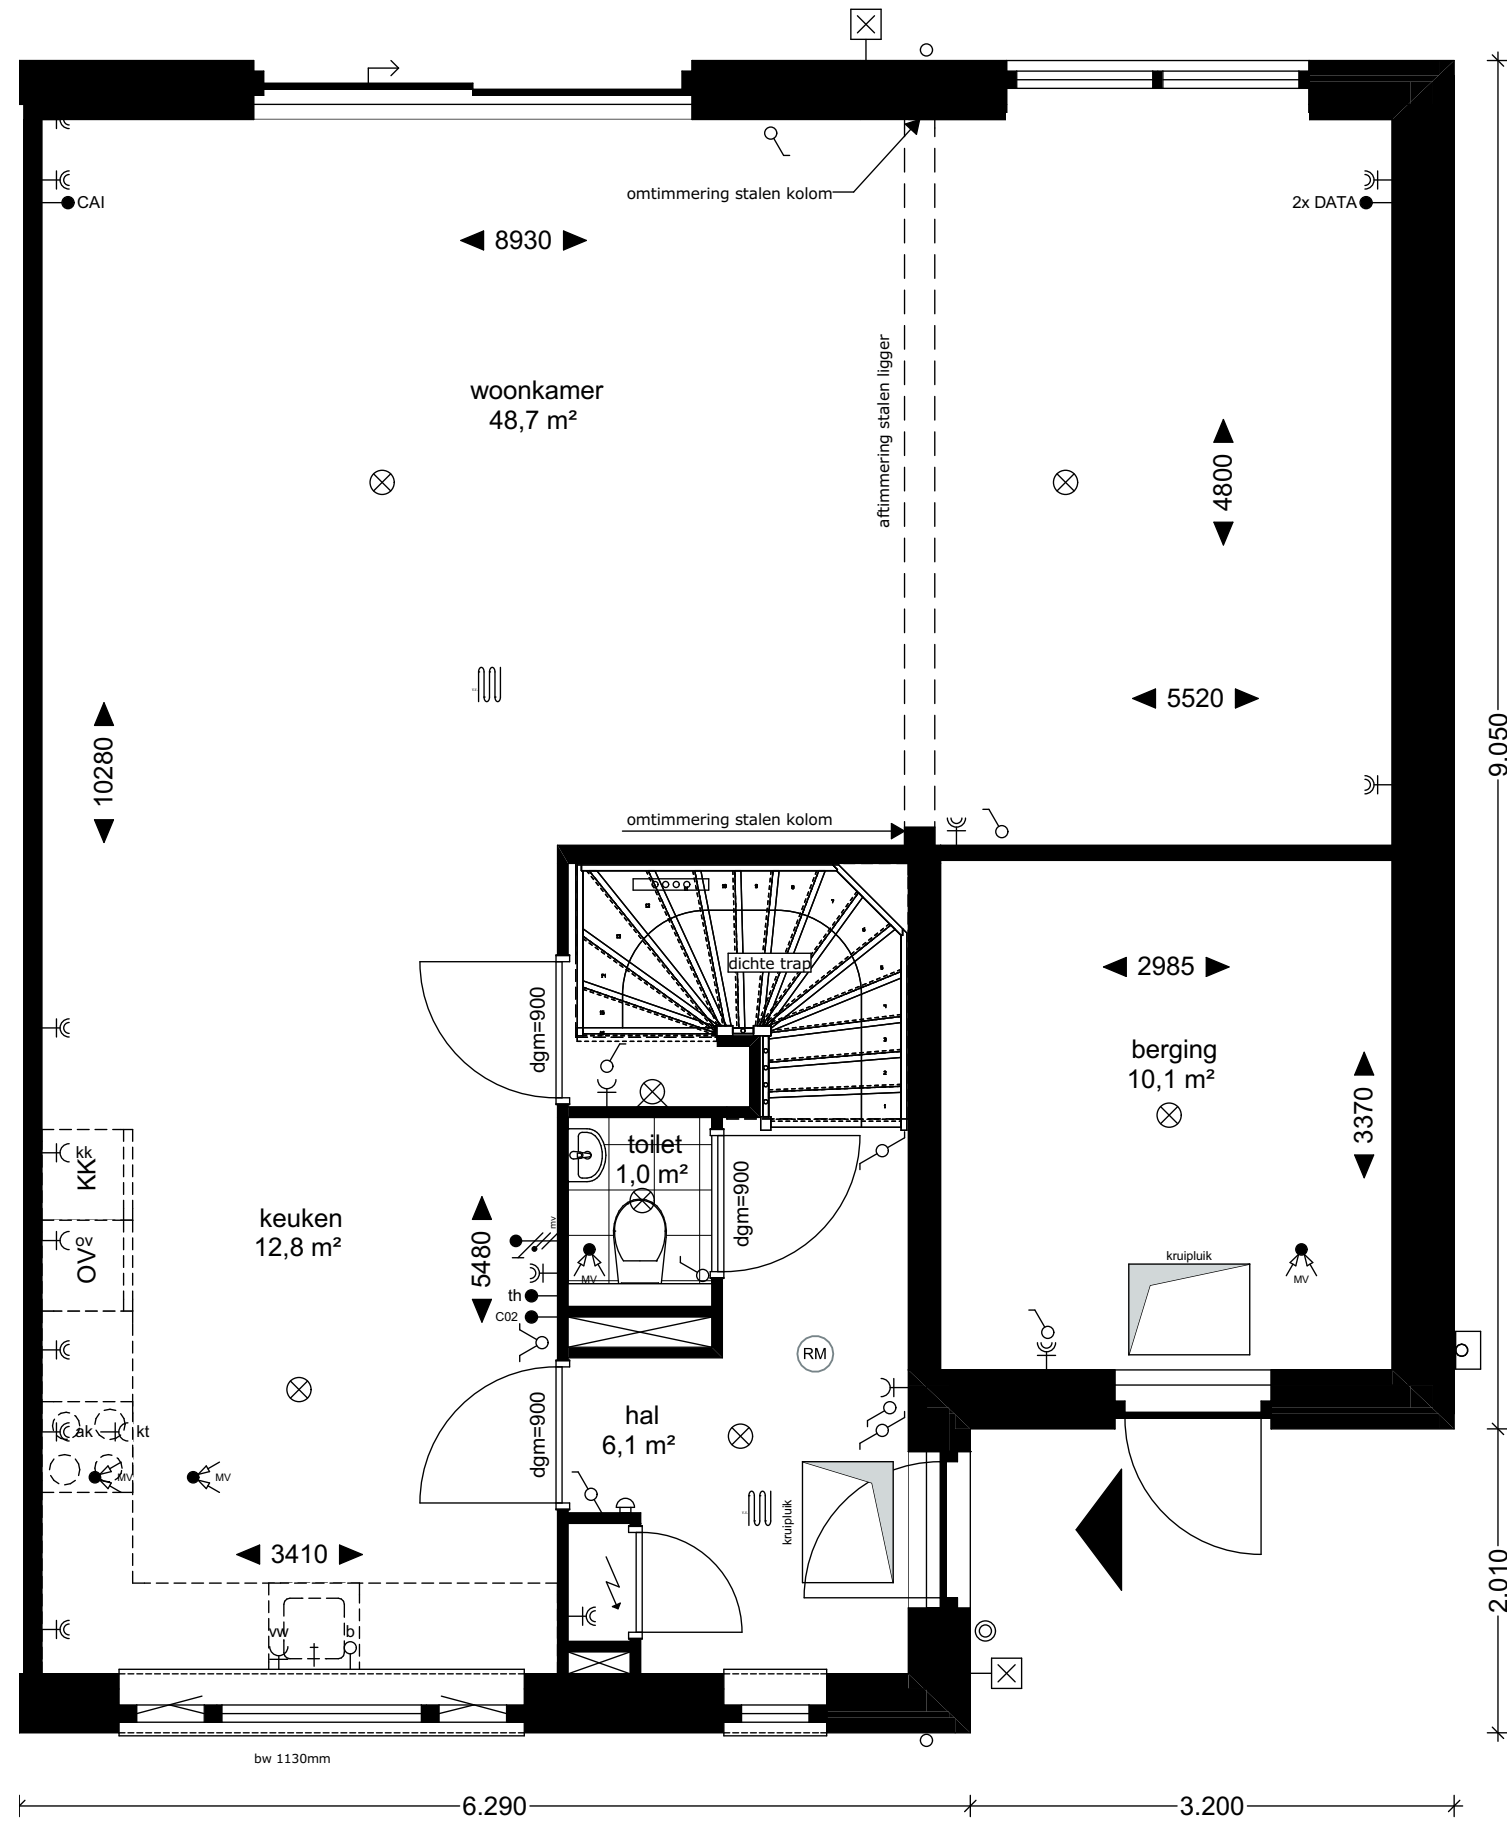 omtimmering stalen kolom
CAI
2x DATA
8930
aftimmering stalen ligger
woonkamer
48,7 m²
4800
5520
9.050
10280
omtimmering stalen kolom
dichte trap
2985
dgm=900
berging
10,1 m²
3370
kk
KK
toilet
1,0 m²
dgm=900
keuken
12,8 m²
ov
OV
5480
mv
MV
th
C02
kruipluik
MV
RM
hal
6,1 m²
dgm=900
ak
kt
MV
MV
kruipluik
3410
2.010
vw
b
bw 1130mm
6.290
3.200